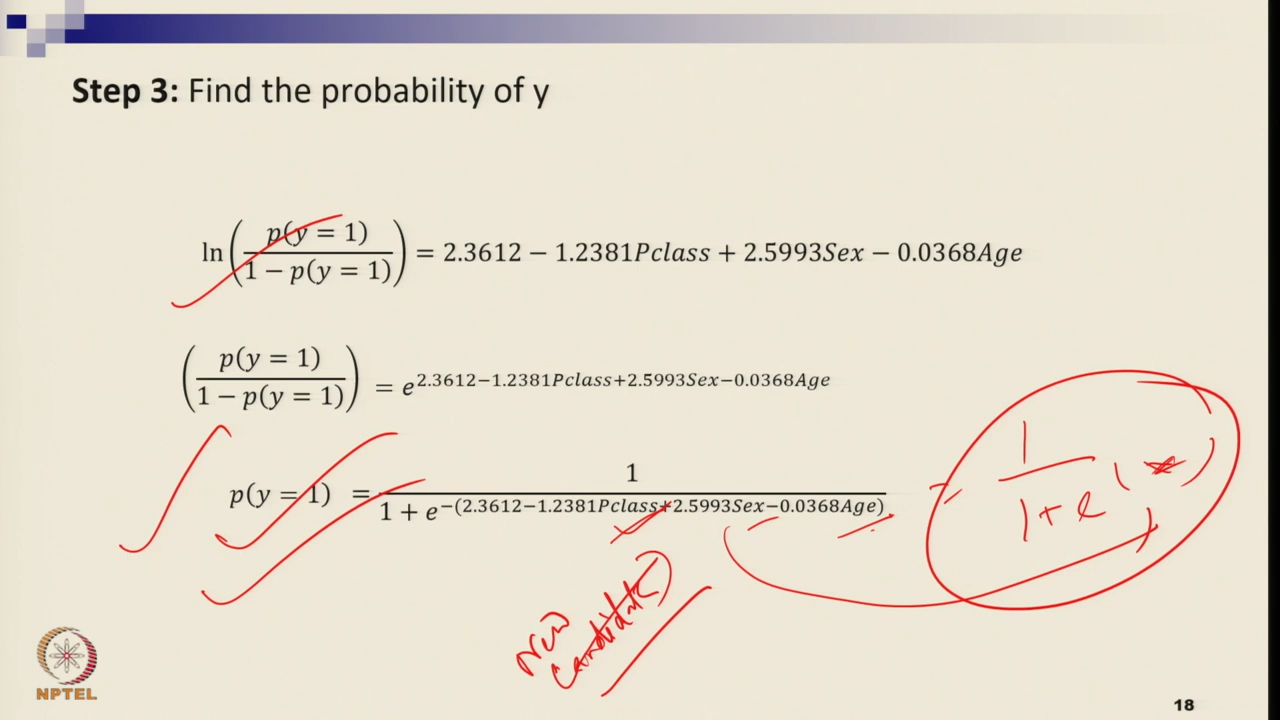 Step 3: Find the probability of y
ln(p(y = 1) / 1 − p(y = 1)) = 2.3612 − 1.2381Pclass + 2.5993Sex − 0.0368Age
(p(y = 1) / 1 − p(y = 1)) = e^2.3612−1.2381Pclass+2.5993Sex−0.0368Age
p(y = 1) = 1 / 1 + e^−(2.3612−1.2381Pclass+2.5993Sex−0.0368Age)
= 1 / 1+e( * )
New
candidate)
NPTEL
18